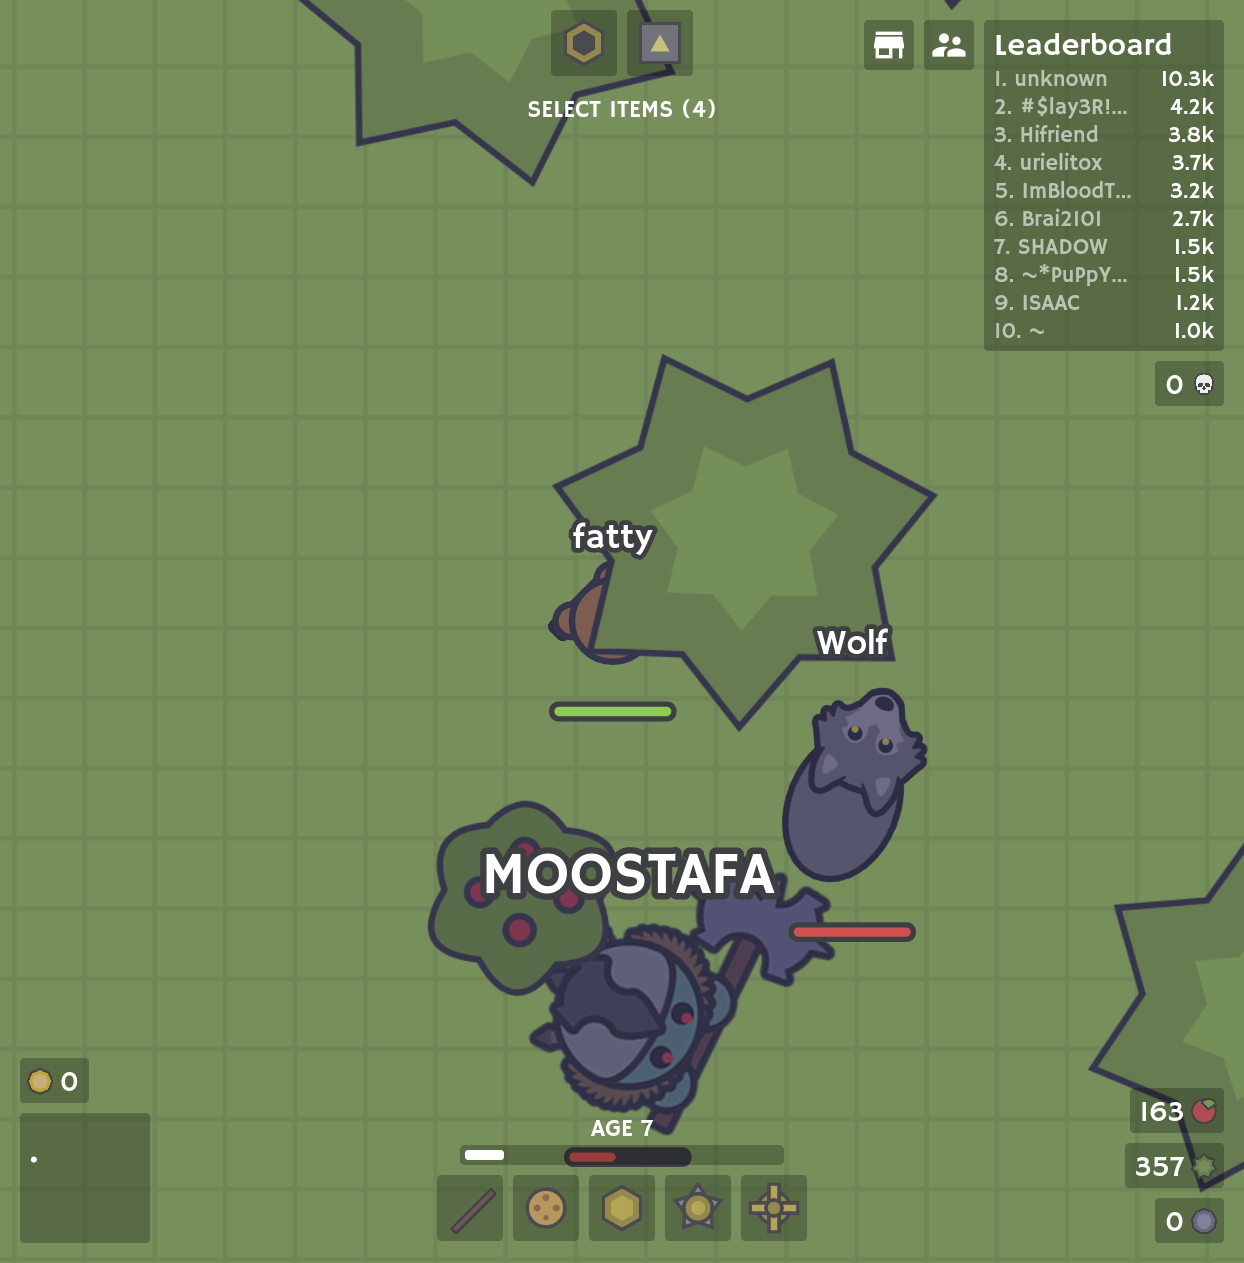 SELECT ITEMS (4)
Leaderboard
1. unknown 10.3k
2. #$lay3R!... 4.2k
3. Hifriend 3.8k
4. urielitox 3.7k
5. ImBloodT... 3.2k
6. Brai2101 2.7k
7. SHADOW 1.5k
8. ~*PuPpY... 1.5k
9. ISAAC 1.2k
10. ~ 1.0k
0
fatty
Wolf
MOOSTAFA
0
163
AGE 7
357
0